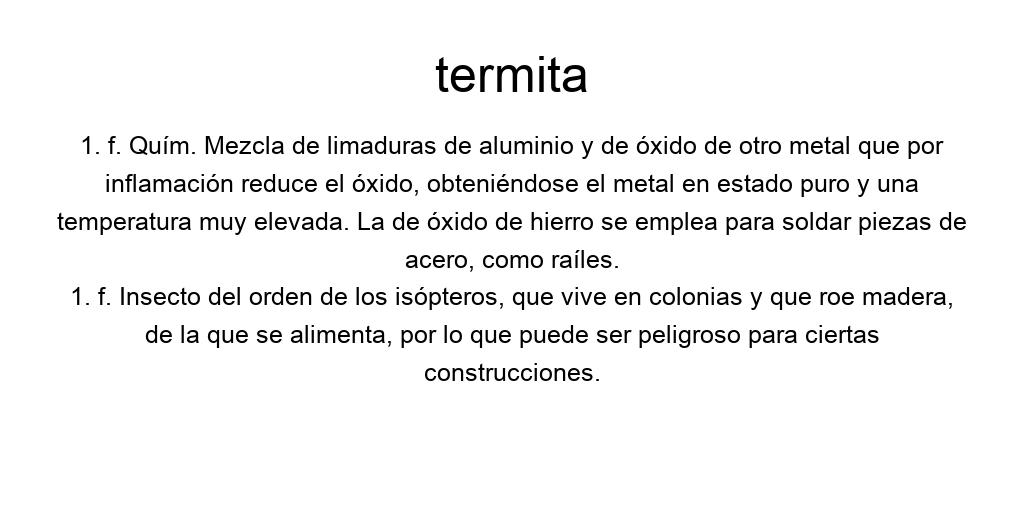 termita
1. f. Quím. Mezcla de limaduras de aluminio y de óxido de otro metal que por
inflamación reduce el óxido, obteniéndose el metal en estado puro y una
temperatura muy elevada. La de óxido de hierro se emplea para soldar piezas de
acero, como raíles.
1. f. Insecto del orden de los isópteros, que vive en colonias y que roe madera,
de la que se alimenta, por lo que puede ser peligroso para ciertas
construcciones.